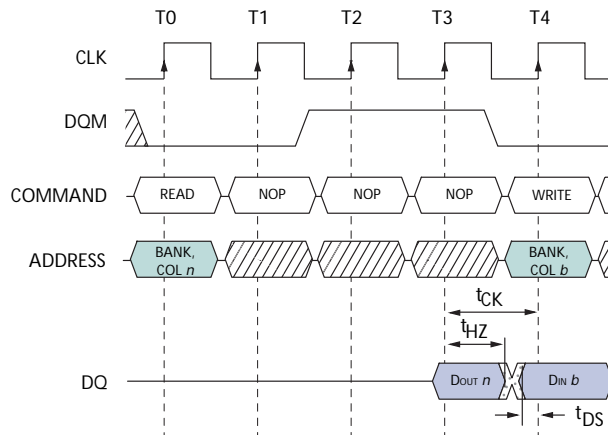 T0 T1 T2 T3 T4
CLK
DQM
COMMAND READ NOP NOP NOP WRITE
ADDRESS BANK, COL n BANK, COL b
tCK
tHZ
DQ DOUT n DIN b
tDS